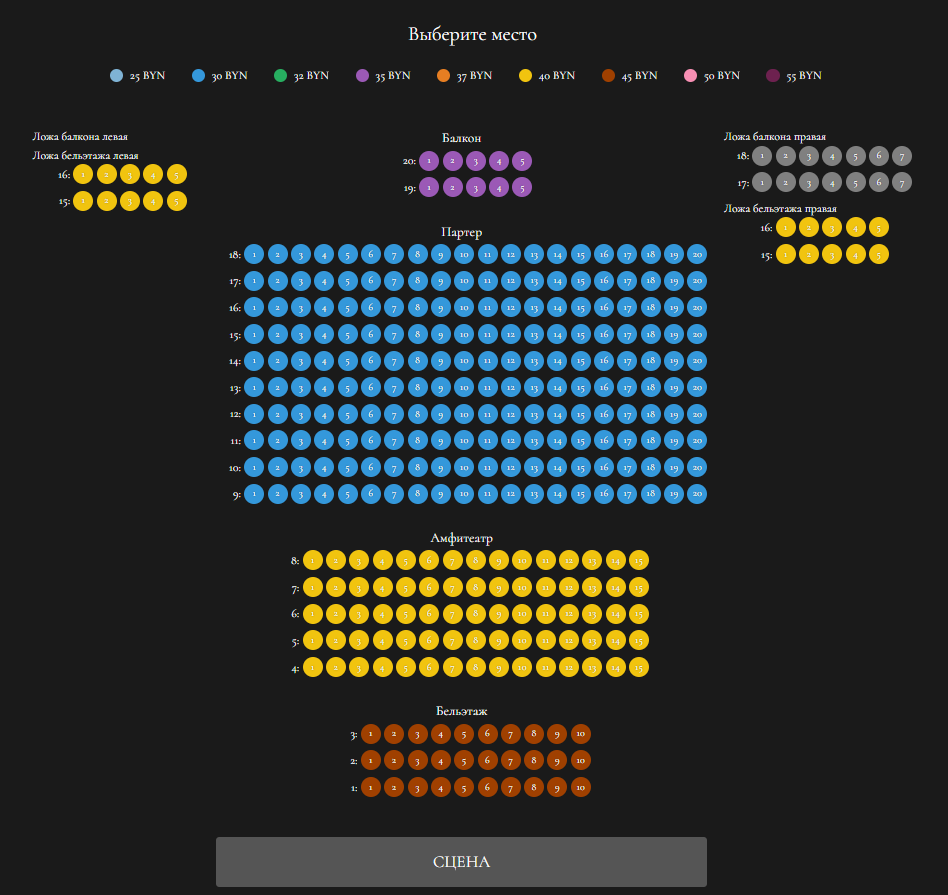 Выберите место
25 BYN 30 BYN 32 BYN 35 BYN 37 BYN 40 BYN 45 BYN 50 BYN 55 BYN
Ложа балкона левая
Ложа бельэтажа левая
16: 1 2 3 4 5
15: 1 2 3 4 5
Балкон
20: 1 2 3 4 5
19: 1 2 3 4 5
Ложа балкона правая
18: 1 2 3 4 5 6 7
17: 1 2 3 4 5 6 7
Ложа бельэтажа правая
16: 1 2 3 4 5
15: 1 2 3 4 5
Партер
18: 1 2 3 4 5 6 7 8 9 10 11 12 13 14 15 16 17 18 19 20
17: 1 2 3 4 5 6 7 8 9 10 11 12 13 14 15 16 17 18 19 20
16: 1 2 3 4 5 6 7 8 9 10 11 12 13 14 15 16 17 18 19 20
15: 1 2 3 4 5 6 7 8 9 10 11 12 13 14 15 16 17 18 19 20
14: 1 2 3 4 5 6 7 8 9 10 11 12 13 14 15 16 17 18 19 20
13: 1 2 3 4 5 6 7 8 9 10 11 12 13 14 15 16 17 18 19 20
12: 1 2 3 4 5 6 7 8 9 10 11 12 13 14 15 16 17 18 19 20
11: 1 2 3 4 5 6 7 8 9 10 11 12 13 14 15 16 17 18 19 20
10: 1 2 3 4 5 6 7 8 9 10 11 12 13 14 15 16 17 18 19 20
9: 1 2 3 4 5 6 7 8 9 10 11 12 13 14 15 16 17 18 19 20
Амфитеатр
8: 1 2 3 4 5 6 7 8 9 10 11 12 13 14 15
7: 1 2 3 4 5 6 7 8 9 10 11 12 13 14 15
6: 1 2 3 4 5 6 7 8 9 10 11 12 13 14 15
5: 1 2 3 4 5 6 7 8 9 10 11 12 13 14 15
4: 1 2 3 4 5 6 7 8 9 10 11 12 13 14 15
Бельэтаж
3: 1 2 3 4 5 6 7 8 9 10
2: 1 2 3 4 5 6 7 8 9 10
1: 1 2 3 4 5 6 7 8 9 10
СЦЕНА